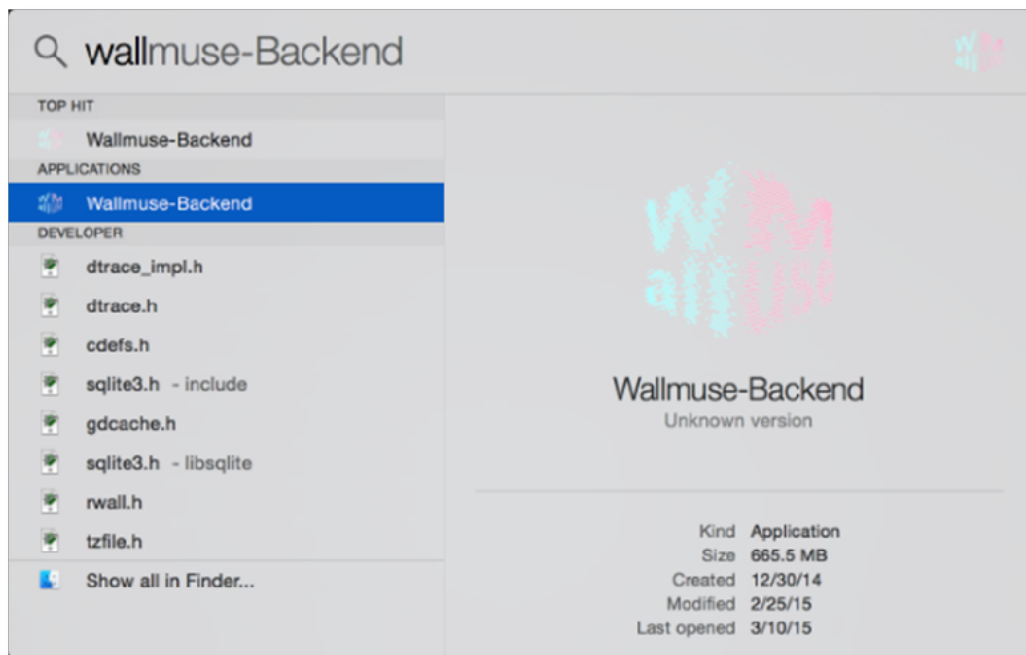 wallmuse-Backend
TOP HIT
Wallmuse-Backend
APPLICATIONS
Wallmuse-Backend
DEVELOPER
dtrace_impl.h
dtrace.h
cdefs.h
sqlite3.h - include
gdcache.h
sqlite3.h - libsqlite
rwall.h
tzfile.h
Show all in Finder...
W M
all use
Wallmuse-Backend
Unknown version
Kind Application
Size 665.5 MB
Created 12/30/14
Modified 2/25/15
Last opened 3/10/15